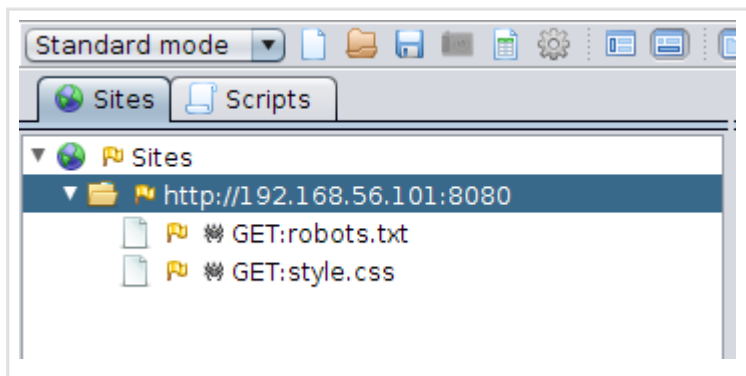 Standard mode
Sites Scripts
Sites
http://192.168.56.101:8080
GET:robots.txt
GET:style.css